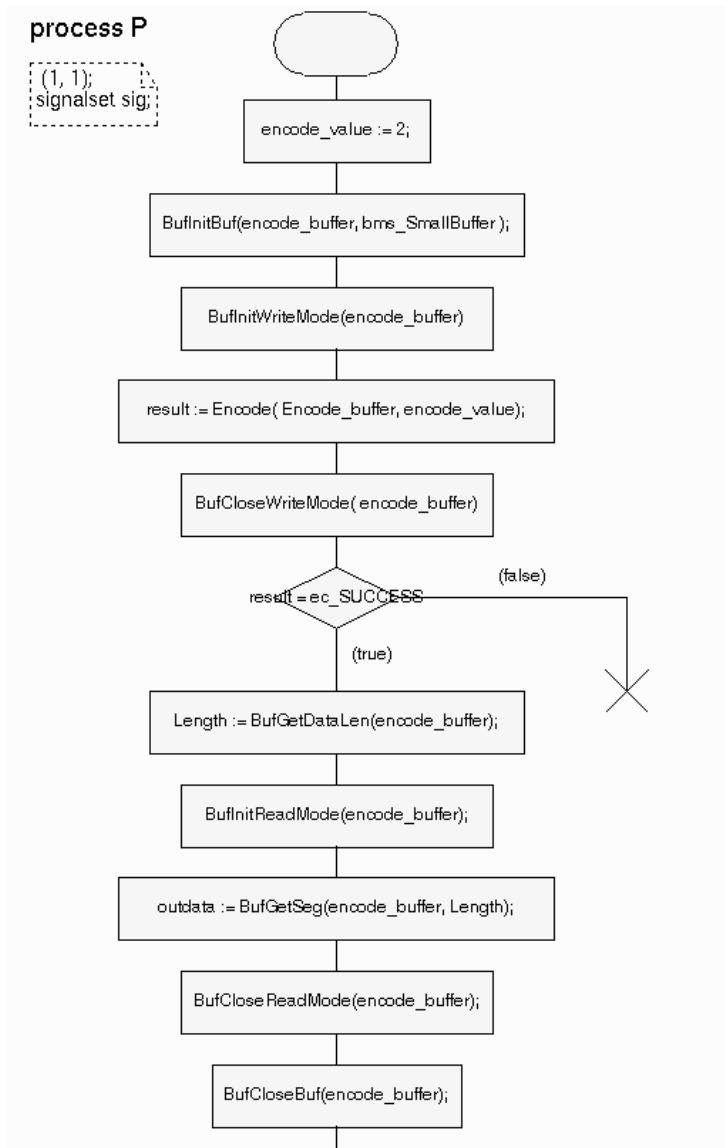 process P
(1, 1);
signalset sig;
encode_value := 2;
BufInitBuf(encode_buffer, bms_SmallBuffer );
BufInitWriteMode(encode_buffer)
result := Encode( Encode_buffer, encode_value);
BufCloseWriteMode( encode_buffer)
result = ec_SUCCESS
(false)
(true)
Length := BufGetDataLen(encode_buffer);
BufInitReadMode(encode_buffer);
outdata := BufGetSeg(encode_buffer, Length);
BufCloseReadMode(encode_buffer);
BufCloseBuf(encode_buffer);